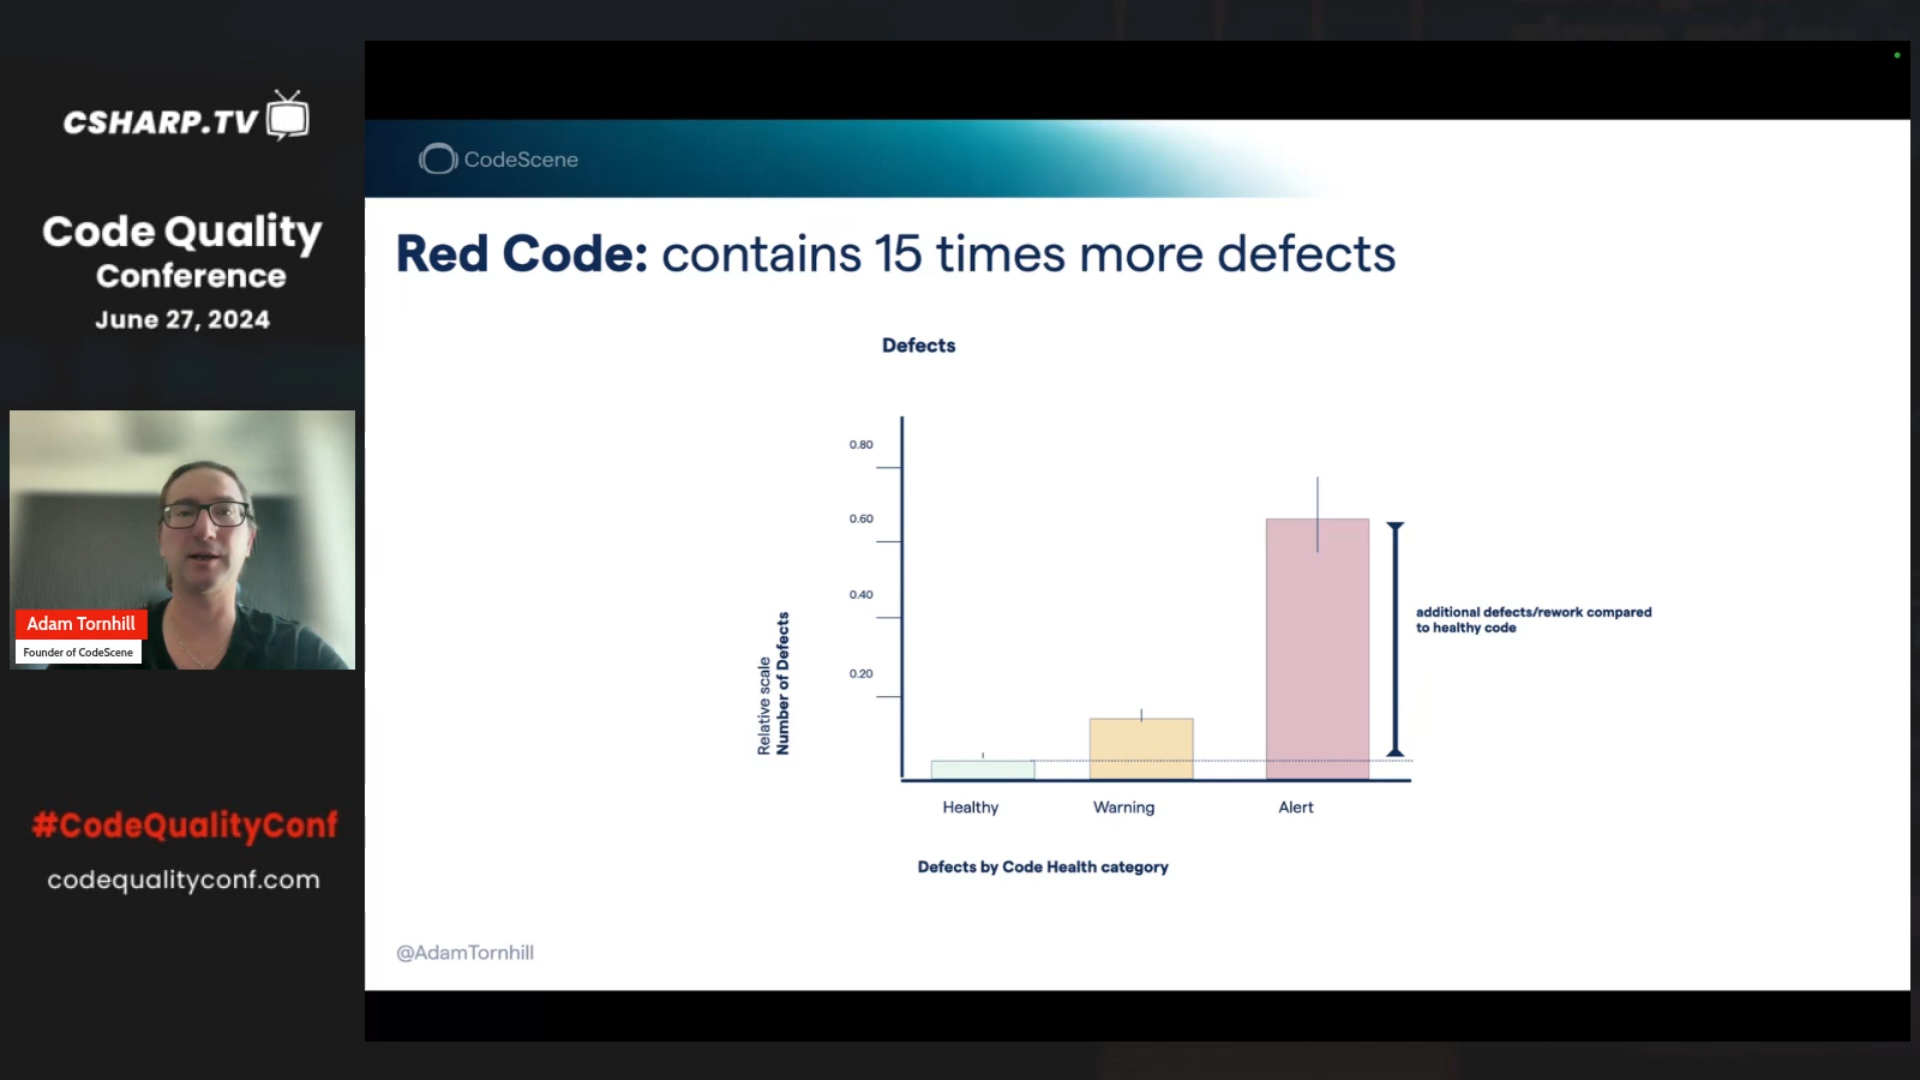 CSHARP.TV
Code Quality
Conference
June 27, 2024
Adam Tornhill
Founder of CodeScene
#CodeQualityConf
codequalityconf.com
CodeScene
Red Code: contains 15 times more defects
Defects
0.80
0.60
0.40
0.20
Relative scale
Number of Defects
additional defects/rework compared
to healthy code
Healthy
Warning
Alert
Defects by Code Health category
@AdamTornhill